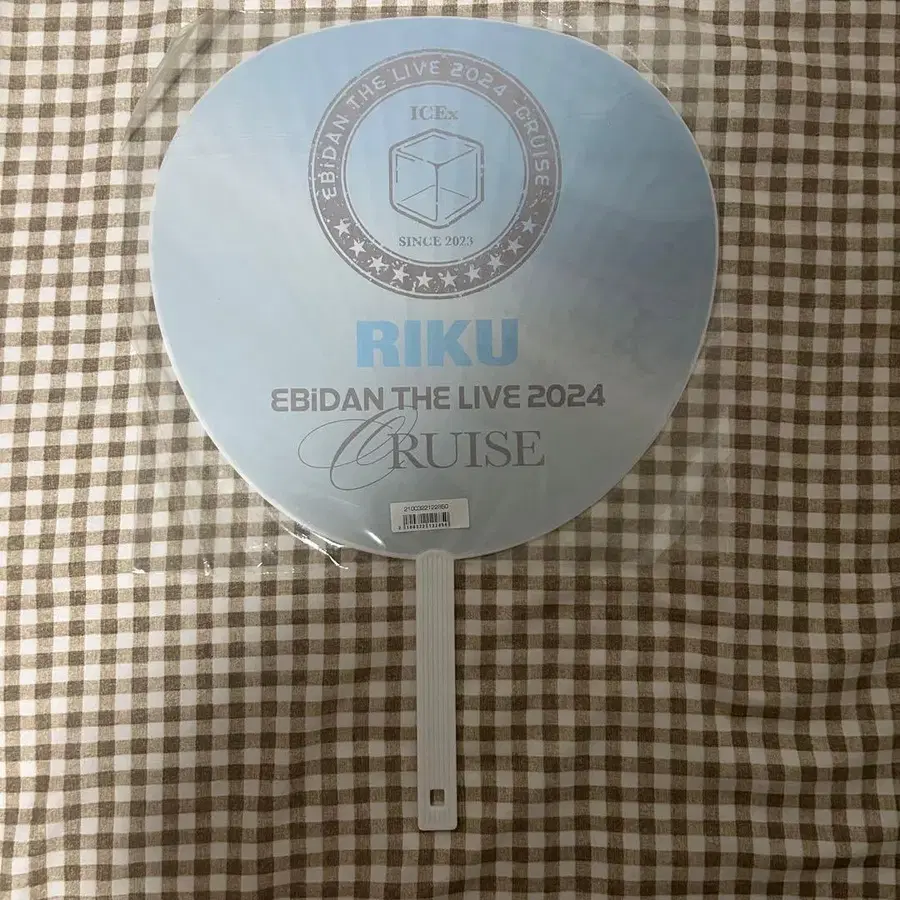 EBiDAN THE LIVE 2024 -CRUISE-
ICEx
SINCE 2023
RIKU
EBiDAN THE LIVE 2024
CRUISE